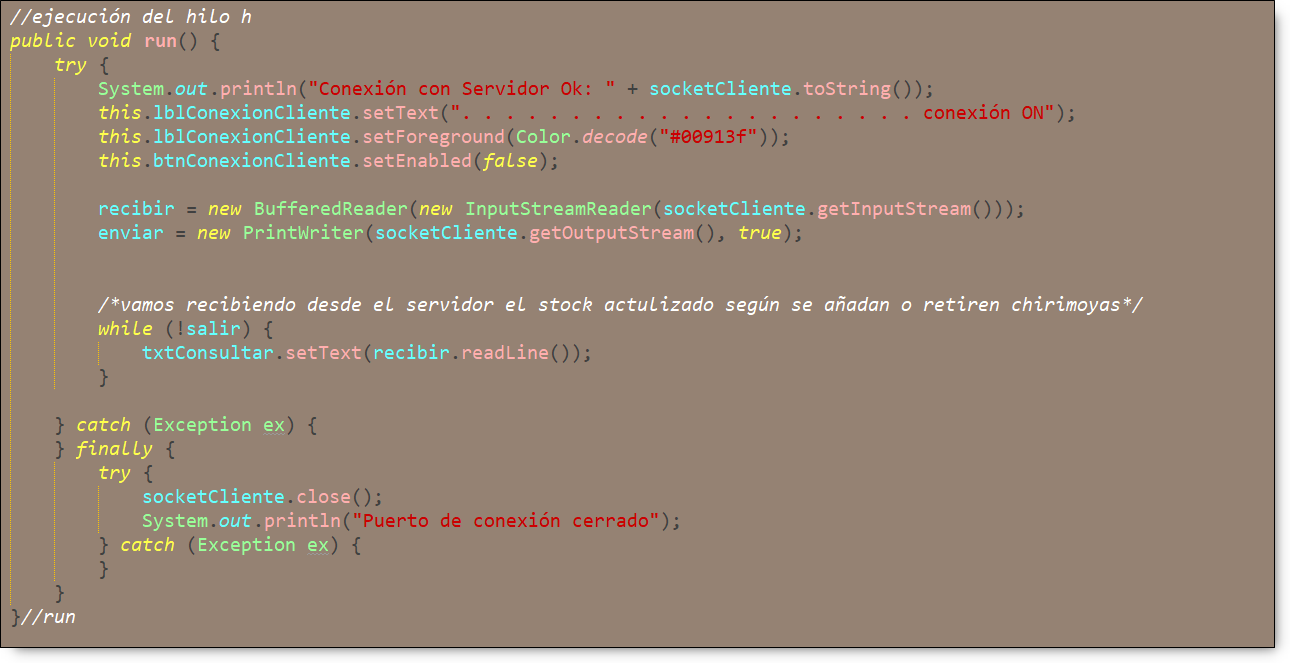 //ejecución del hilo h
public void run() {
try {
System.out.println("Conexión con Servidor Ok: " + socketCliente.toString());
this.lblConexionCliente.setText(". . . . . . . . . . . . . . . . . . . . . conexión ON");
this.lblConexionCliente.setForeground(Color.decode("#00913f"));
this.btnConexionCliente.setEnabled(false);
recibir = new BufferedReader(new InputStreamReader(socketCliente.getInputStream()));
enviar = new PrintWriter(socketCliente.getOutputStream(), true);
/*vamos recibiendo desde el servidor el stock actulizado según se añadan o retiren chirimoyas*/
while (!salir) {
txtConsultar.setText(recibir.readLine());
}
} catch (Exception ex) {
} finally {
try {
socketCliente.close();
System.out.println("Puerto de conexión cerrado");
} catch (Exception ex) {
}
}
}//run